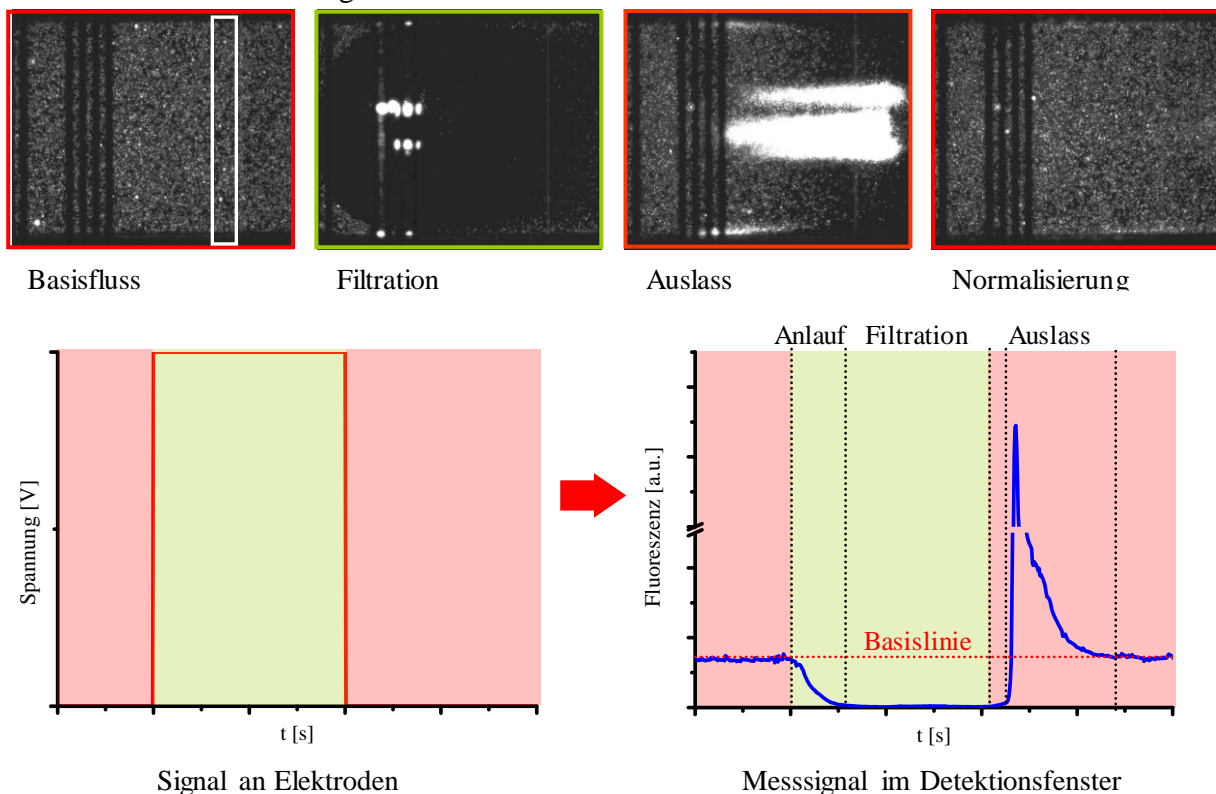 Basisfluss
Filtration
Auslass
Normalisierung
Anlauf
Filtration
Auslass
Spannung [V]
Fluoreszenz [a.u.]
Basislinie
t [s]
t [s]
Signal an Elektroden
Messsignal im Detektionsfenster